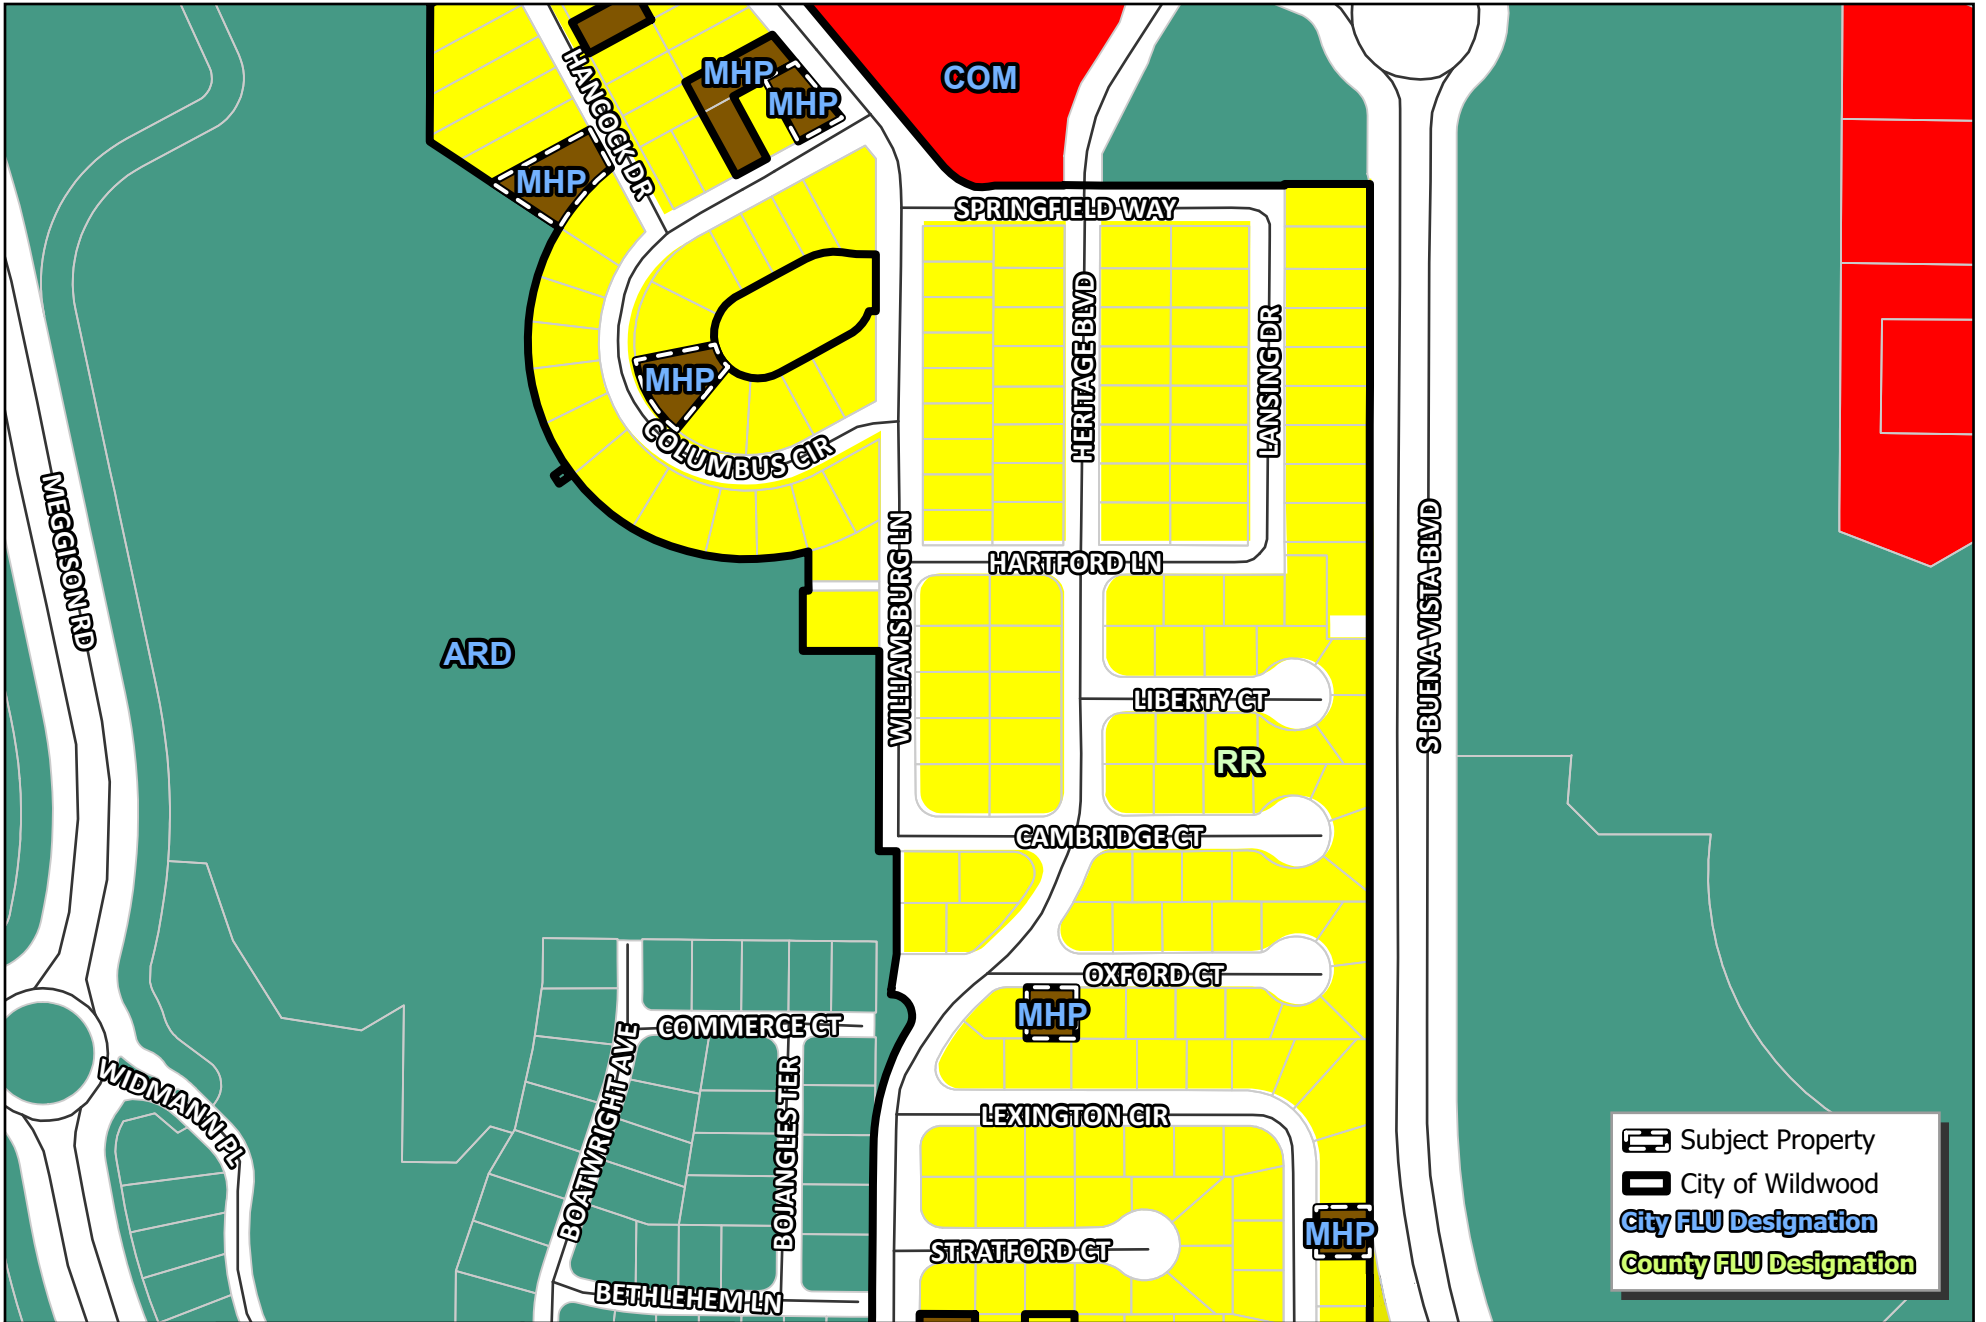 HANCOCK DR
MHP
MHP
COM
MHP
SPRINGFIELD WAY
HERITAGE BLVD
LANSING DR
MHP
COLUMBUS CIR
MEGGISON RD
WILLIAMSBURG LN
HARTFORD LN
S BUENA VISTA BLVD
ARD
LIBERTY CT
RR
CAMBRIDGE CT
OXFORD CT
MHP
COMMERCE CT
WIDMANN PL
BOATWRIGHT AVE
BOJANGLES TER
LEXINGTON CIR
MHP
STRATFORD CT
BETHLEHEM LN
Subject Property
City of Wildwood
City FLU Designation
County FLU Designation